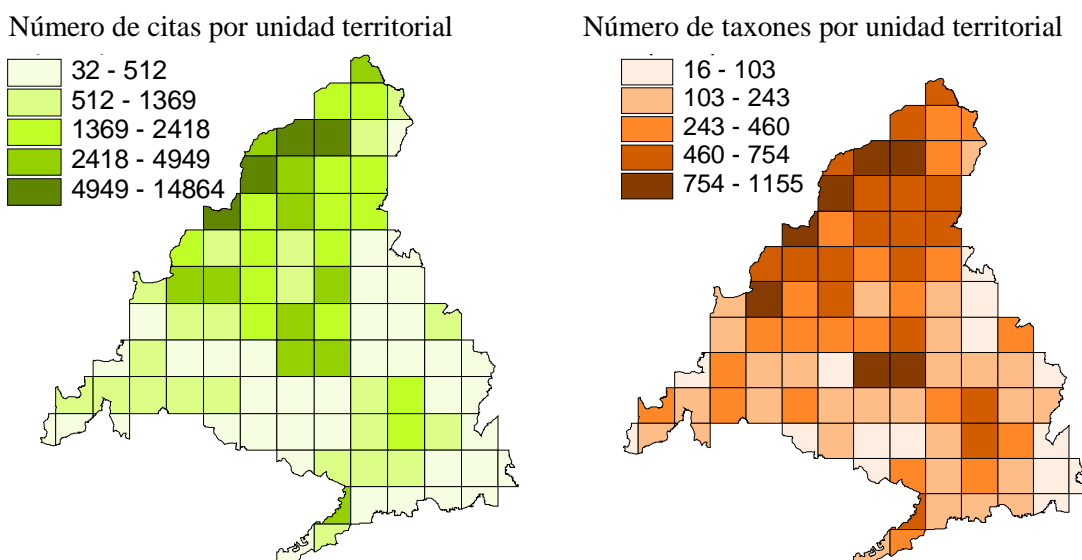 Número de citas por unidad territorial
32 - 512
512 - 1369
1369 - 2418
2418 - 4949
4949 - 14864
Número de taxones por unidad territorial
16 - 103
103 - 243
243 - 460
460 - 754
754 - 1155